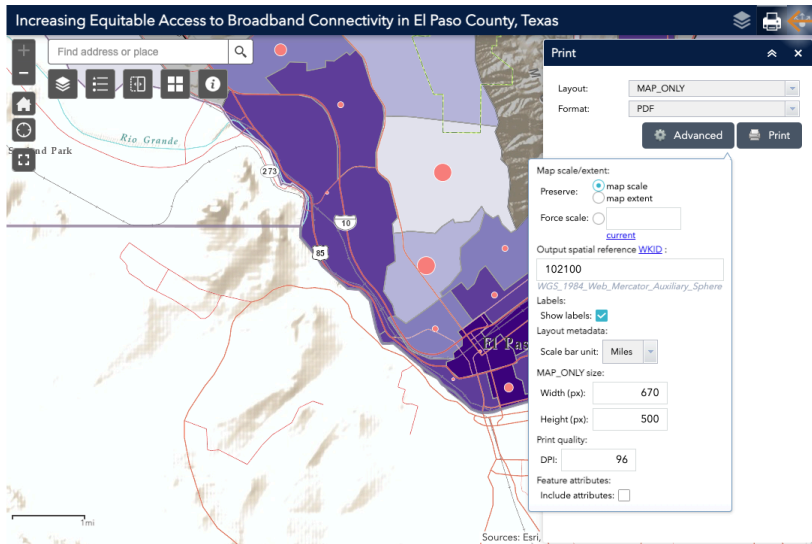 Increasing Equitable Access to Broadband Connectivity in El Paso County, Texas
Find address or place
Print
Layout: MAP_ONLY
Format: PDF
Advanced
Print
Map scale/extent:
Preserve: map scale
map extent
Force scale:
current
Output spatial reference WKID :
102100
WGS_1984_Web_Mercator_Auxiliary_Sphere
Labels:
Show labels:
Layout metadata:
Scale bar unit: Miles
MAP_ONLY size:
Width (px): 670
Height (px): 500
Print quality:
DPI: 96
Feature attributes:
Include attributes:
Rio Grande
Park
273
10
85
El Pas
1mi
Sources: Esri,